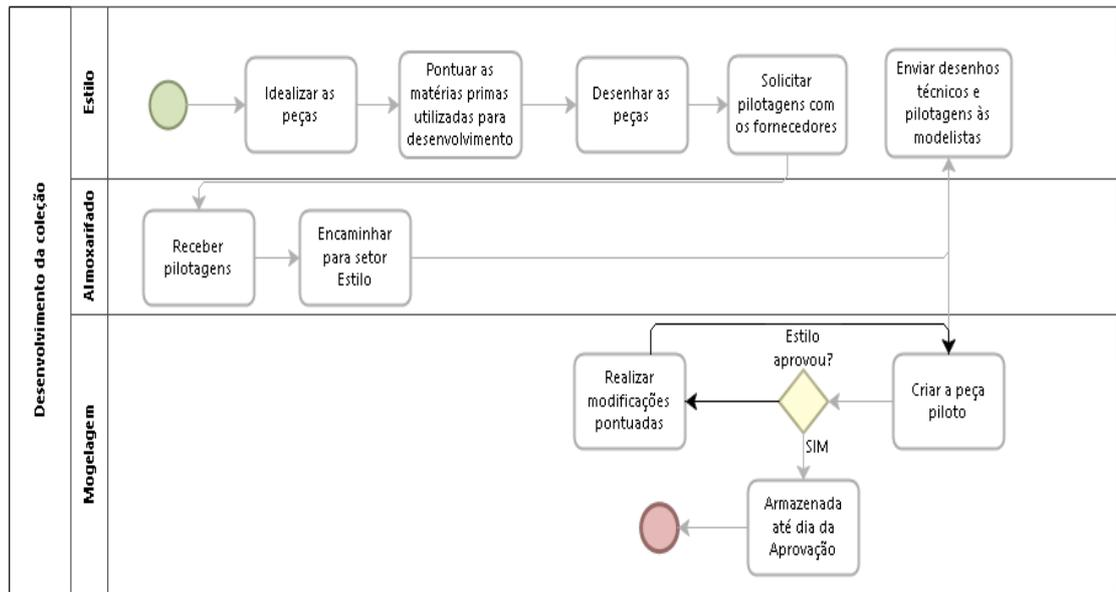 Desenvolvimento da coleção
Estilo
Idealizar as
peças
Pontuar as
matérias primas
utilizadas para
desenvolvimento
Desenhar as
peças
Solicitar
pilotagens com
os fornecedores
Enviar desenhos
técnicos e
pilotagens às
modelistas
Almoxarifado
Receber
pilotagens
Encaminhar
para setor
Estilo
Mogelagem
Realizar
modificações
pontuadas
Estilo
aprovou?
Criar a peça
piloto
SIM
Armazenada
até dia da
Aprovação